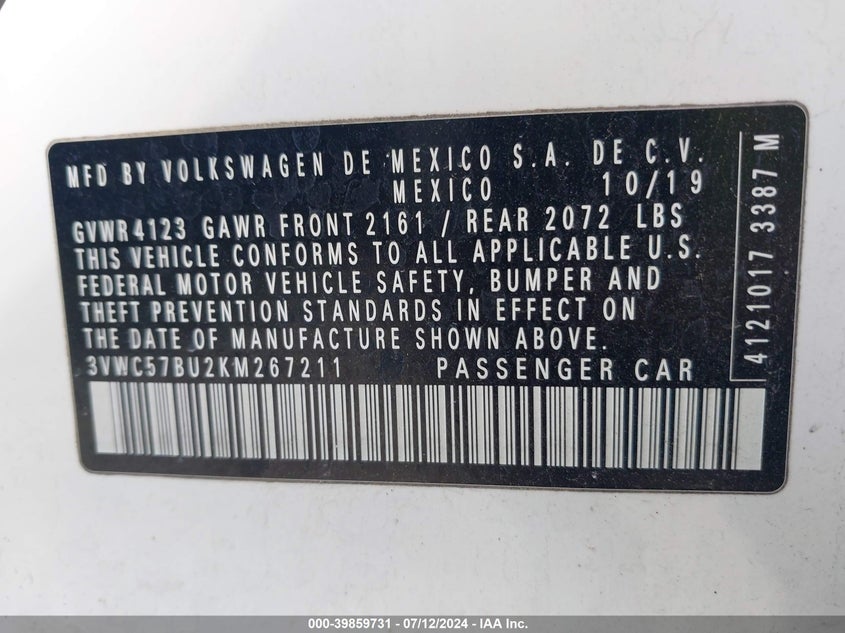 MFD BY VOLKSWAGEN DE MEXICO S.A. DE C.V.
MEXICO 10/19
GVWR 4123 GAWR FRONT 2161 / REAR 2072 LBS
THIS VEHICLE CONFORMS TO ALL APPLICABLE U.S.
FEDERAL MOTOR VEHICLE SAFETY, BUMPER AND
THEFT PREVENTION STANDARDS IN EFFECT ON
THE DATE OF MANUFACTURE SHOWN ABOVE.
3VWC57BU2KM267211 PASSENGER CAR
4121017 3387 M
000-39859731 - 07/12/2024 - IAA Inc.